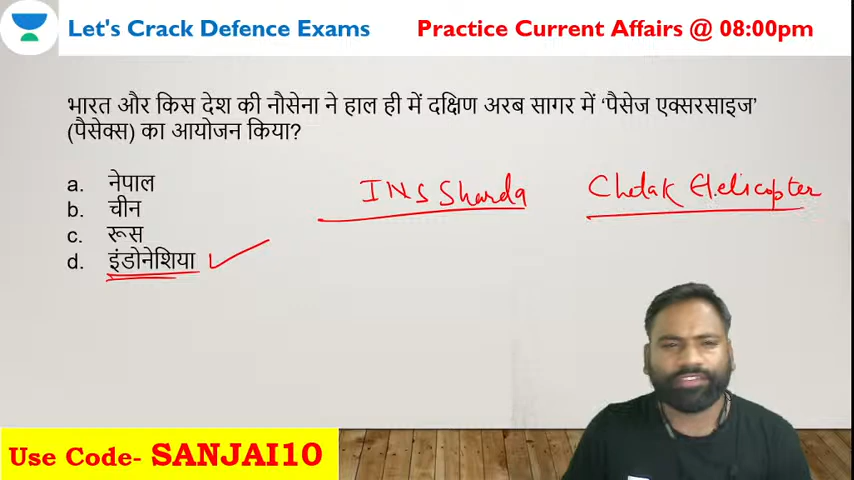 Let's Crack Defence Exams Practice Current Affairs @ 08:00pm
भारत और किस देश की नौसेना ने हाल ही में दक्षिण अरब सागर में 'पैसेज एक्सरसाइज'
(पैसेक्स) का आयोजन किया?
a. नेपाल
b. चीन
c. रूस
d. इंडोनेशिया
INS Sharda
Chetak Helicopter
Use Code- SANJAI10